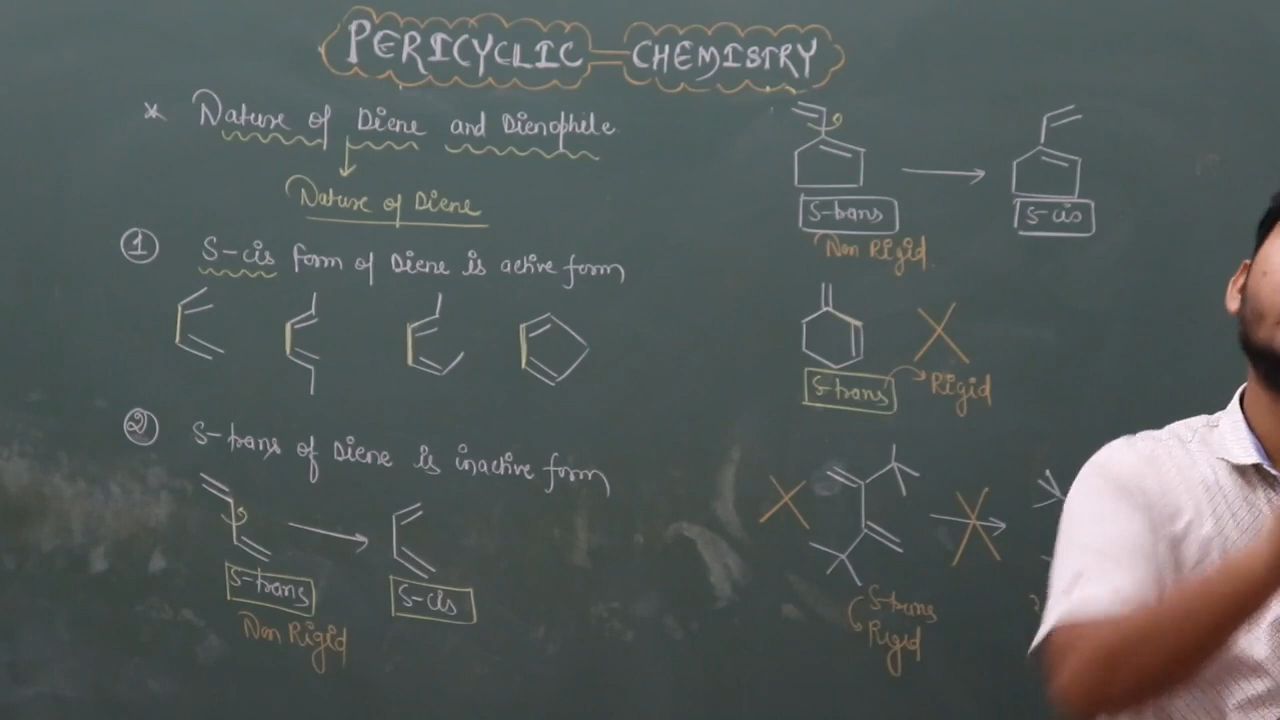 PERICYCLIC CHEMISTRY
* Nature of Diene and Dienophile
Nature of Diene
① S-cis form of Diene is active form
② S-trans of Diene is inactive form
S-trans
S-cis
Non Rigid
S-trans
S-cis
Non Rigid
S-trans
Rigid
S-trans
Rigid